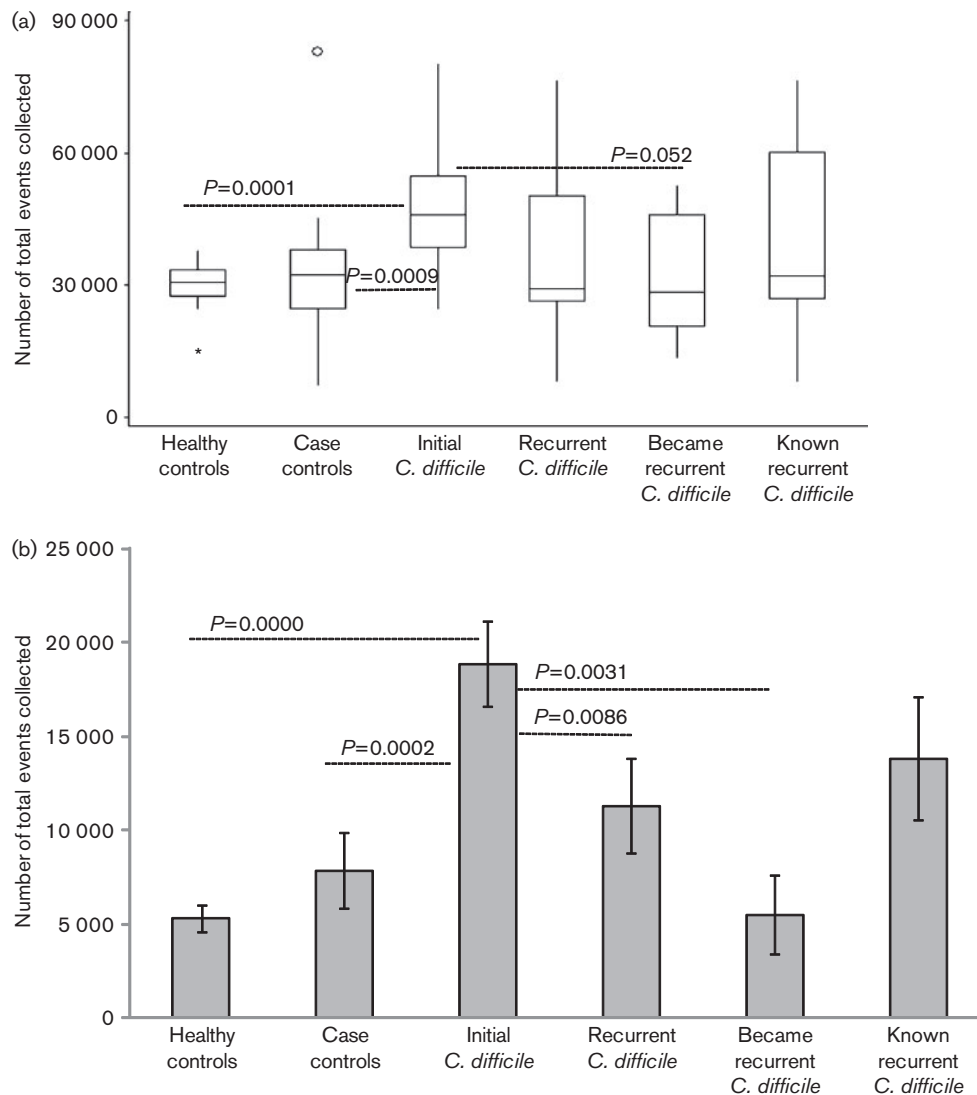 (a)
90 000
60 000
30 000
0
Number of total events collected
P=0.0001
P=0.0009
P=0.052
*
Healthy
controls
Case
controls
Initial
C. difficile
Recurrent
C. difficile
Became
recurrent
C. difficile
Known
recurrent
C. difficile
(b)
25 000
20 000
15 000
10 000
5 000
0
Number of total events collected
P=0.0000
P=0.0002
P=0.0031
P=0.0086
Healthy
controls
Case
controls
Initial
C. difficile
Recurrent
C. difficile
Became
recurrent
C. difficile
Known
recurrent
C. difficile